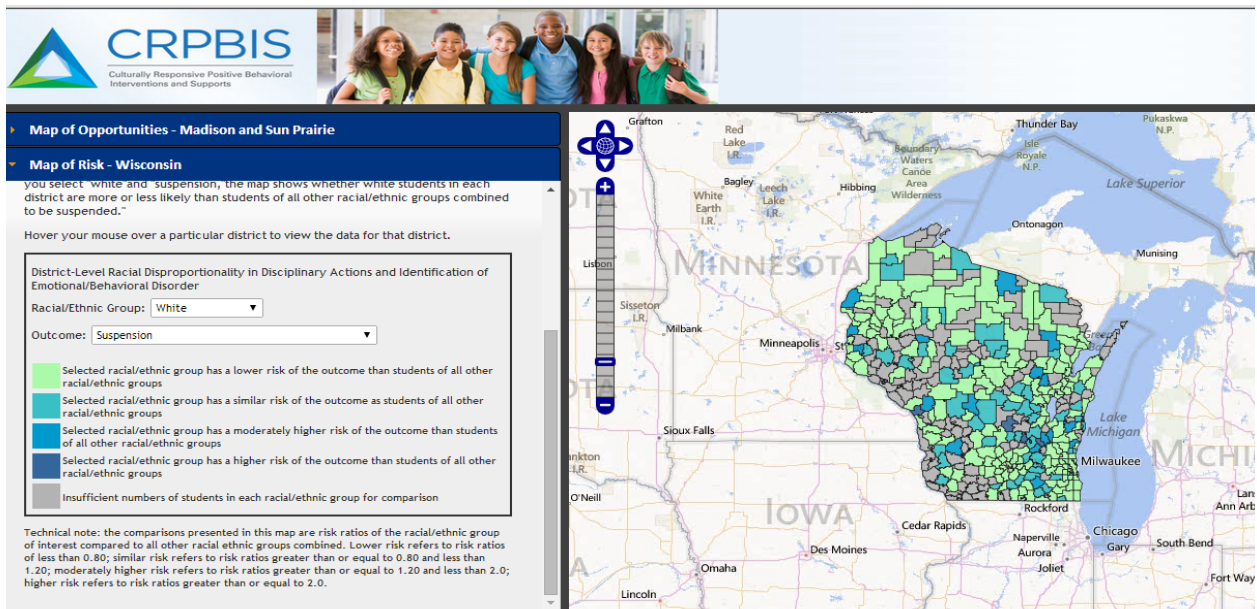 CRPBIS
Culturally Responsive Positive Behavioral
Interventions and Supports
Map of Opportunities - Madison and Sun Prairie
Map of Risk - Wisconsin
you select "white and "suspension, the map shows whether white students in each
district are more or less likely than students of all other racial/ethnic groups combined
to be suspended."
Hover your mouse over a particular district to view the data for that district.
District-Level Racial Disproportionality in Disciplinary Actions and Identification of
Emotional/Behavioral Disorder
Racial/Ethnic Group: White
Outcome: Suspension
Selected racial/ethnic group has a lower risk of the outcome than students of all other
racial/ethnic groups
Selected racial/ethnic group has a similar risk of the outcome as students of all other
racial/ethnic groups
Selected racial/ethnic group has a moderately higher risk of the outcome than students
of all other racial/ethnic groups
Selected racial/ethnic group has a higher risk of the outcome than students of all other
racial/ethnic groups
Insufficient numbers of students in each racial/ethnic group for comparison
Technical note: the comparisons presented in this map are risk ratios of the racial/ethnic group
of interest compared to all other racial ethnic groups combined. Lower risk refers to risk ratios
of less than 0.80; similar risk refers to risk ratios greater than or equal to 0.80 and less than
1.20; moderately higher risk refers to risk ratios greater than or equal to 1.20 and less than 2.0;
higher risk refers to risk ratios greater than or equal to 2.0.
Grafton
Red
Lake
I.R.
Thunder Bay
Pukaskwa
N.P.
Boundary
Waters
Canoe
Area
Wilderness
Isle
Royale
N.P.
Bagley
Leech
Lake
I.R.
Hibbing
White
Earth
I.R.
Lake Superior
OTA
Ontonagon
Munising
Lisbon
MINNESOTA
Sisseton
I.R.
Milbank
Minneapolis
St
Green
Ba
OTA
Lake
Michigan
Sioux Falls
Milwaukee
MICHI
ankton
I.R.
O'Neill
IOWA
Rockford
Lan
Ann Arb
Cedar Rapids
Naperville
Chicago
Aurora
Gary
South Bend
Des Moines
Joliet
Omaha
Fort Way
A
Lincoln